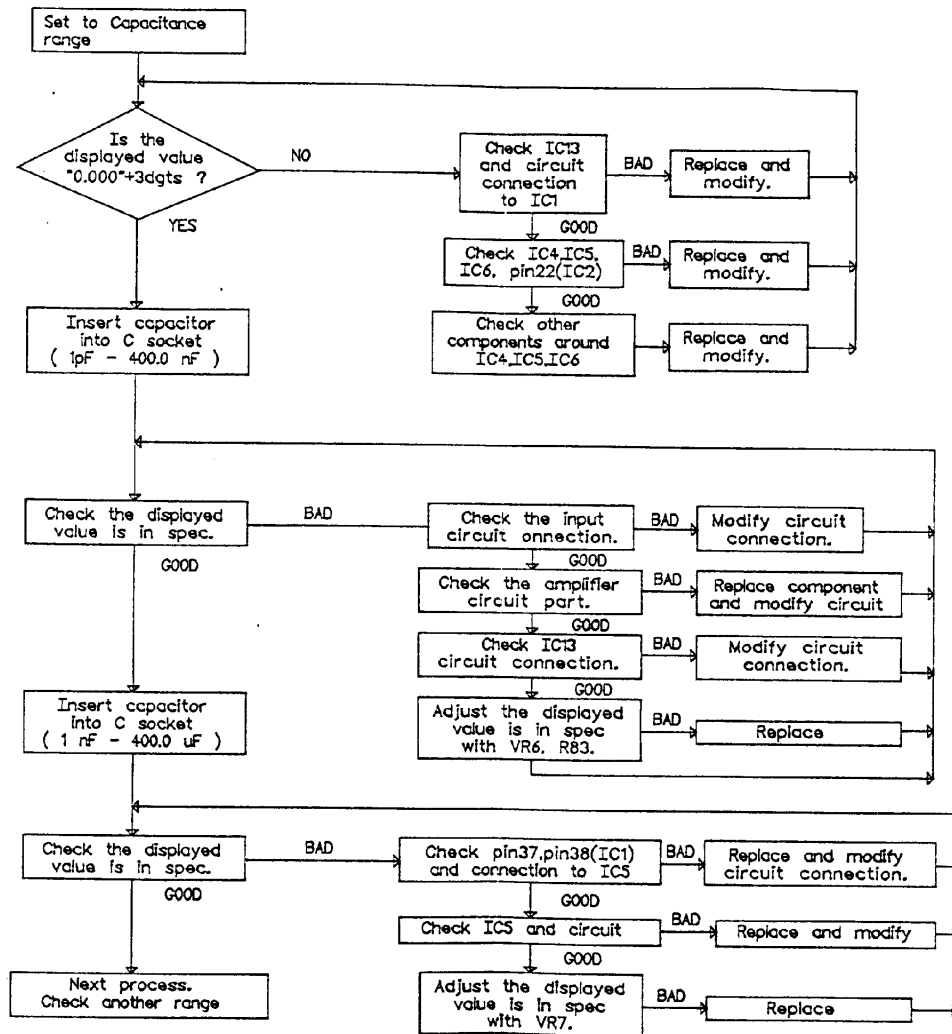 Set to Capacitance
range
Is the
displayed value
"0.000"+3dgts ?
NO
YES
Check IC13
and circuit
connection
to IC1
BAD
Replace and
modify.
GOOD
Check IC4,IC5,
IC6, pin22(IC2)
BAD
Replace and
modify.
GOOD
Check other
components around
IC4,IC5,IC6
Replace and
modify.
Insert capacitor
into C socket
( 1pF - 400.0 nF )
Check the displayed
value is in spec.
BAD
GOOD
Check the input
circuit onnection.
BAD
Modify circuit
connection.
GOOD
Check the amplifier
circuit part.
BAD
Replace component
and modify circuit
GOOD
Check IC13
circuit connection.
BAD
Modify circuit
connection.
GOOD
Adjust the displayed
value is in spec
with VR6, R83.
BAD
Replace
Insert capacitor
into C socket
( 1 nF - 400.0 uF )
Check the displayed
value is in spec.
BAD
GOOD
Check pin37,pin38(IC1)
and connection to IC5
BAD
Replace and modify
circuit connection.
GOOD
Check IC5 and circuit
BAD
Replace and modify
GOOD
Adjust the displayed
value is in spec
with VR7.
BAD
Replace
Next process.
Check another range